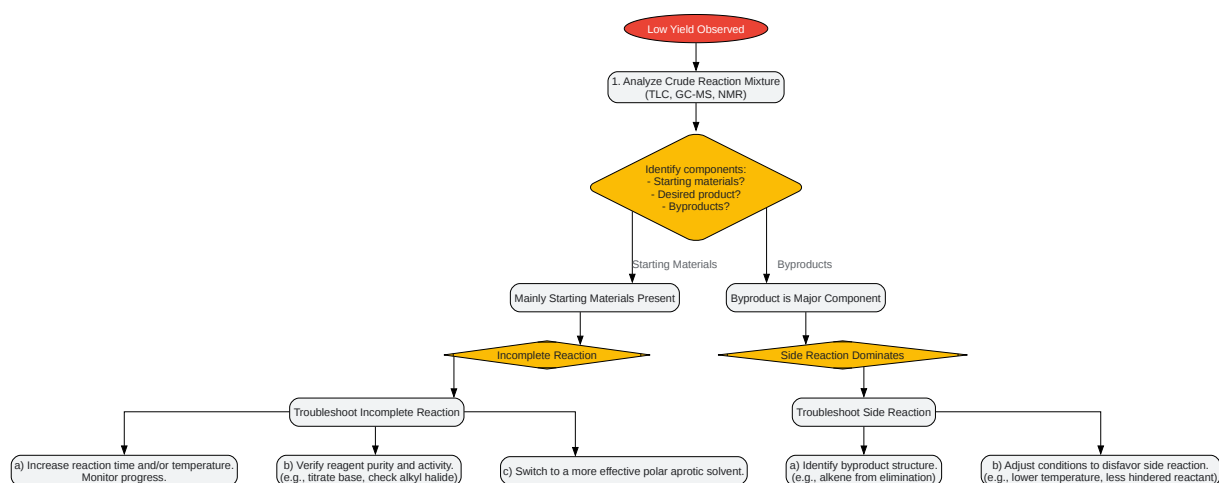 Low Yield Observed
1. Analyze Crude Reaction Mixture
(TLC, GC-MS, NMR)
Identify components:
- Starting materials?
- Desired product?
- Byproducts?
Starting Materials
Byproducts
Mainly Starting Materials Present
Byproduct is Major Component
Incomplete Reaction
Side Reaction Dominates
Troubleshoot Incomplete Reaction
Troubleshoot Side Reaction
a) Increase reaction time and/or temperature.
Monitor progress.
b) Verify reagent purity and activity.
(e.g., titrate base, check alkyl halide)
c) Switch to a more effective polar aprotic solvent.
a) Identify byproduct structure.
(e.g., alkene from elimination)
b) Adjust conditions to disfavor side reaction.
(e.g., lower temperature, less hindered reactant)